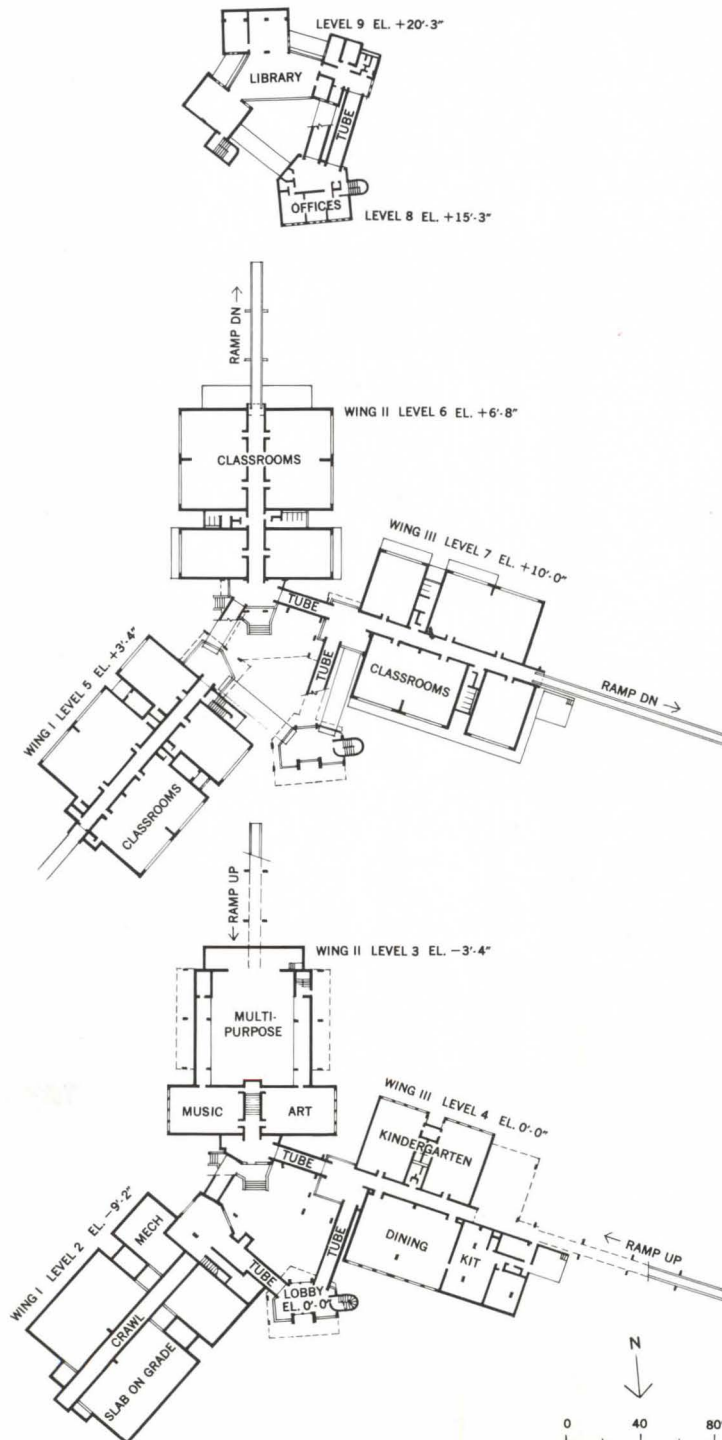 LEVEL 9 EL. +20'-3"
LIBRARY
TUBE
OFFICES
LEVEL 8 EL. +15'-3"
RAMP DN →
WING II LEVEL 6 EL. +6'-8"
CLASSROOMS
WING III LEVEL 7 EL. +10'-0"
TUBE
TUBE
CLASSROOMS
RAMP DN →
WING I LEVEL 5 EL. +3'-4"
CLASSROOMS
← RAMP UP
WING II LEVEL 3 EL. −3'-4"
MULTI-
PURPOSE
MUSIC
ART
WING III LEVEL 4 EL. 0'-0"
KINDERGARTEN
TUBE
WING I LEVEL 2 EL. −9'-2"
MECH
DINING
KIT
← RAMP UP
TUBE
TUBE
LOBBY
EL. 0'-0"
CRAWL
SLAB ON GRADE
N
0 40 80'